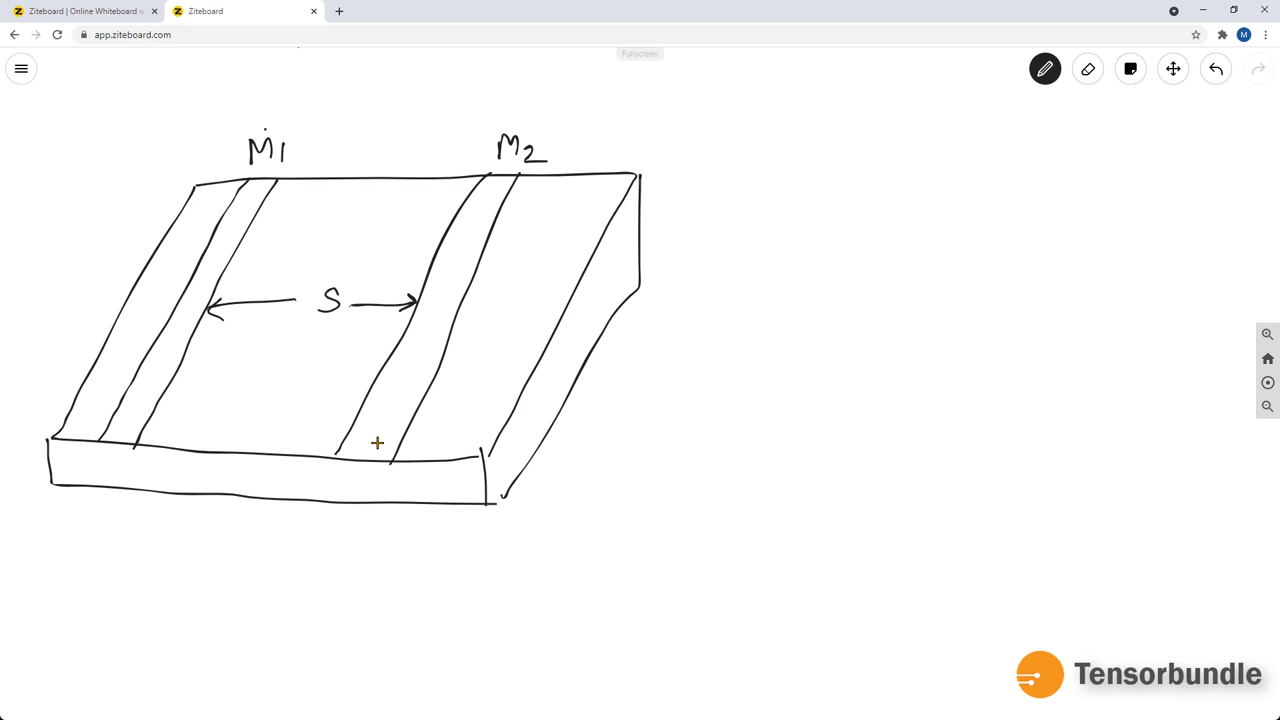 Ziteboard | Online Whiteboard w
Ziteboard
app.ziteboard.com
M
Fullscreen
M1
M2
S
Tensorbundle